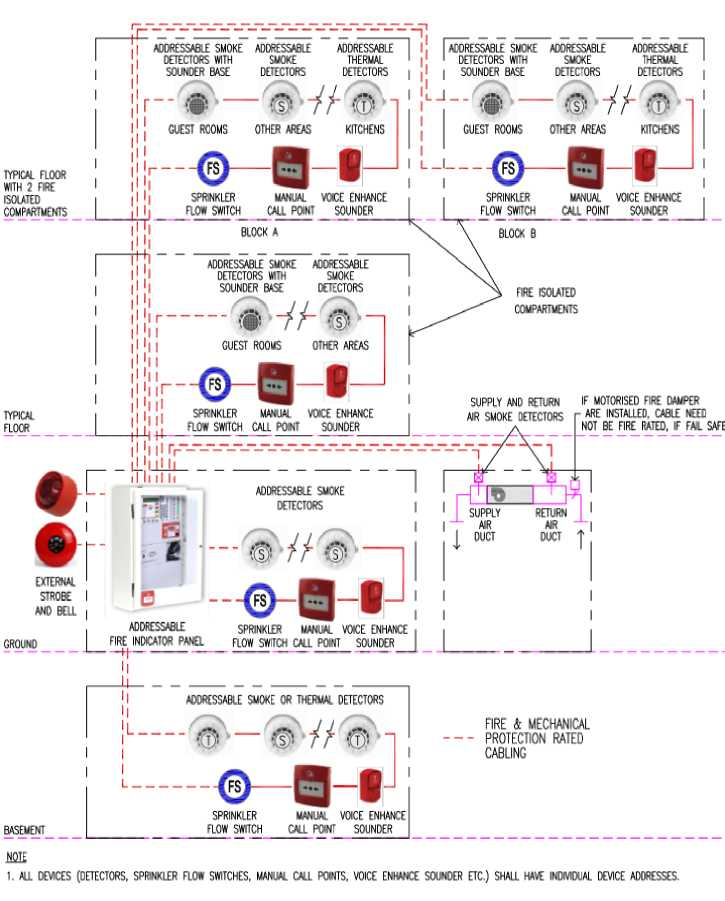 ADDRESSABLE SMOKE
DETECTORS WITH
SOUNDER BASE
ADDRESSABLE
SMOKE
DETECTORS
ADDRESSABLE
THERMAL
DETECTORS
S
T
GUEST ROOMS
OTHER AREAS
KITCHENS
FS
SPRINKLER
FLOW SWITCH
MANUAL
CALL POINT
VOICE ENHANCE
SOUNDER
BLOCK A
ADDRESSABLE SMOKE
DETECTORS WITH
SOUNDER BASE
ADDRESSABLE
SMOKE
DETECTORS
ADDRESSABLE
THERMAL
DETECTORS
S
T
GUEST ROOMS
OTHER AREAS
KITCHENS
FS
SPRINKLER
FLOW SWITCH
MANUAL
CALL POINT
VOICE ENHANCE
SOUNDER
BLOCK B
TYPICAL FLOOR
WITH 2 FIRE
ISOLATED
COMPARTMENTS
FIRE ISOLATED
COMPARTMENTS
ADDRESSABLE SMOKE
DETECTORS WITH
SOUNDER BASE
ADDRESSABLE
SMOKE
DETECTORS
S
GUEST ROOMS
OTHER AREAS
FS
SPRINKLER
FLOW SWITCH
MANUAL
CALL POINT
VOICE ENHANCE
SOUNDER
TYPICAL
FLOOR
SUPPLY AND RETURN
AIR SMOKE DETECTORS
IF MOTORISED FIRE DAMPER
ARE INSTALLED, CABLE NEED
NOT BE FIRE RATED, IF FAIL SAFE
SUPPLY
AIR
DUCT
RETURN
AIR
DUCT
EXTERNAL
STROBE
AND BELL
ADDRESSABLE
FIRE INDICATOR PANEL
ADDRESSABLE SMOKE
DETECTORS
S
S
FS
SPRINKLER
FLOW SWITCH
MANUAL
CALL POINT
VOICE ENHANCE
SOUNDER
GROUND
ADDRESSABLE SMOKE OR THERMAL DETECTORS
T
S
T
FS
SPRINKLER
FLOW SWITCH
MANUAL
CALL POINT
VOICE ENHANCE
SOUNDER
BASEMENT
FIRE & MECHANICAL
PROTECTION RATED
CABLING
NOTE
1. ALL DEVICES (DETECTORS, SPRINKLER FLOW SWITCHES, MANUAL CALL POINTS, VOICE ENHANCE SOUNDER ETC.) SHALL HAVE INDIVIDUAL DEVICE ADDRESSES.